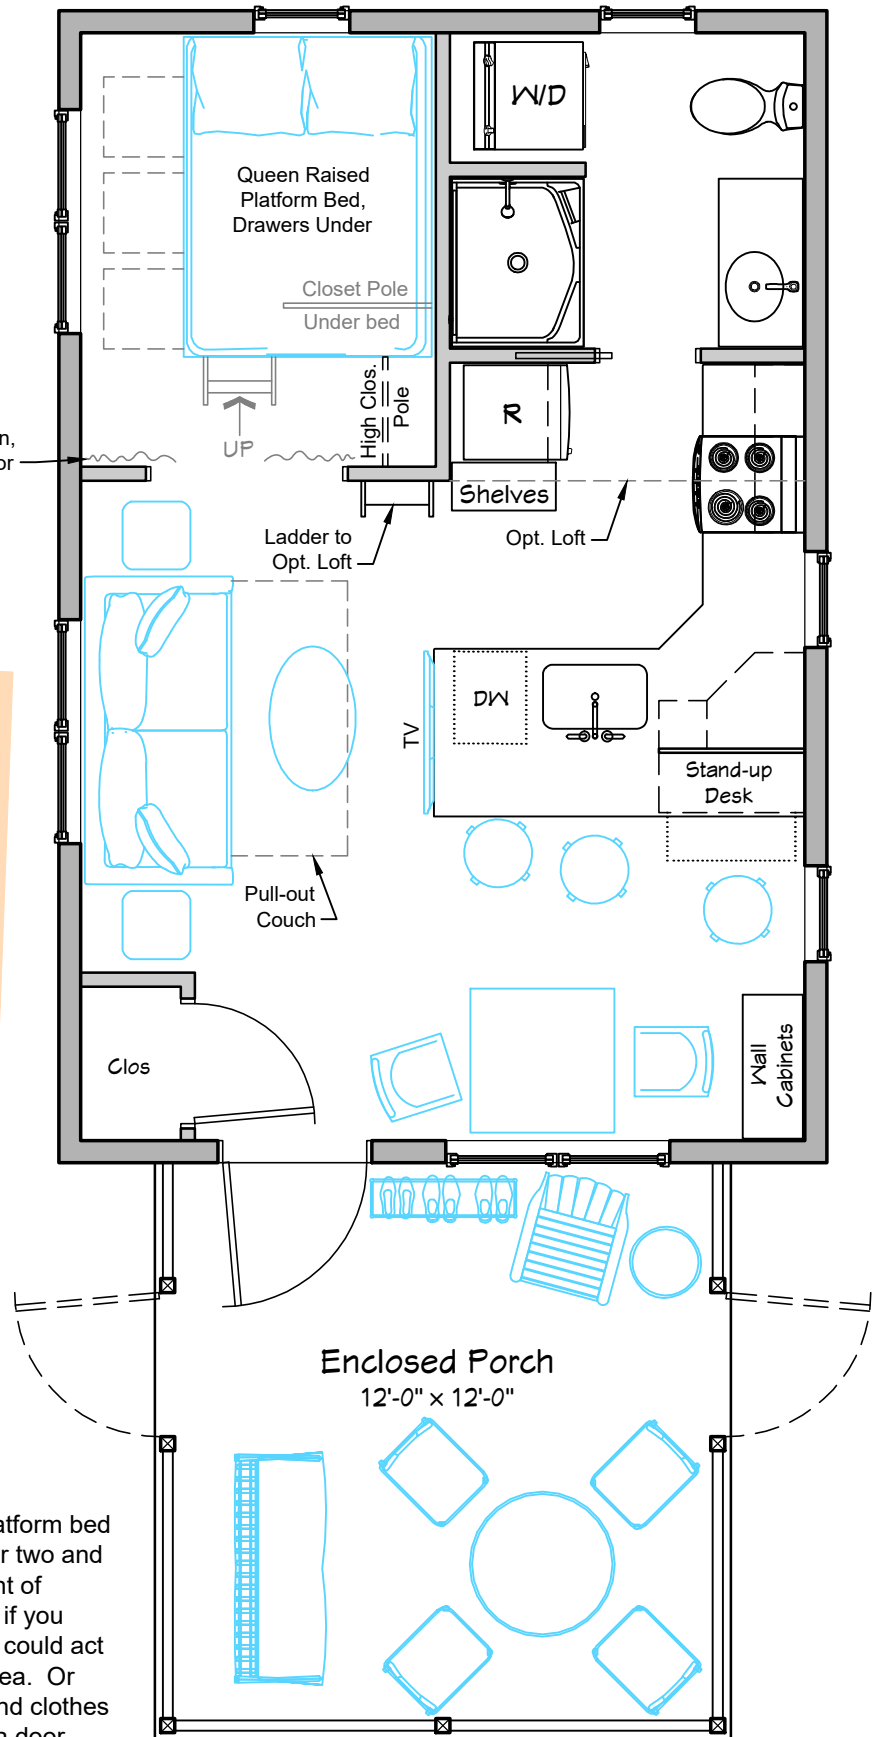 W/D
Queen Raised
Platform Bed,
Drawers Under
Closet Pole
Under bed
High Clos.
Pole
R
UP
n,
or
Shelves
Ladder to
Opt. Loft
Opt. Loft
DW
TV
Stand-up
Desk
Pull-out
Couch
Clos
Wall
Cabinets
Enclosed Porch
12'-0" x 12'-0"
atform bed
r two and
nt of
if you
could act
ea. Or
nd clothes
a door